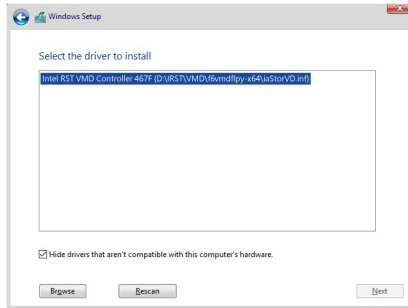 Windows Setup
Select the driver to install
Intel RST VMD Controller 467F (D:\IRST\VMD\f6vmdflpy-x64\iaStorVD.inf)
Hide drivers that aren't compatible with this computer's hardware.
Browse
Rescan
Next